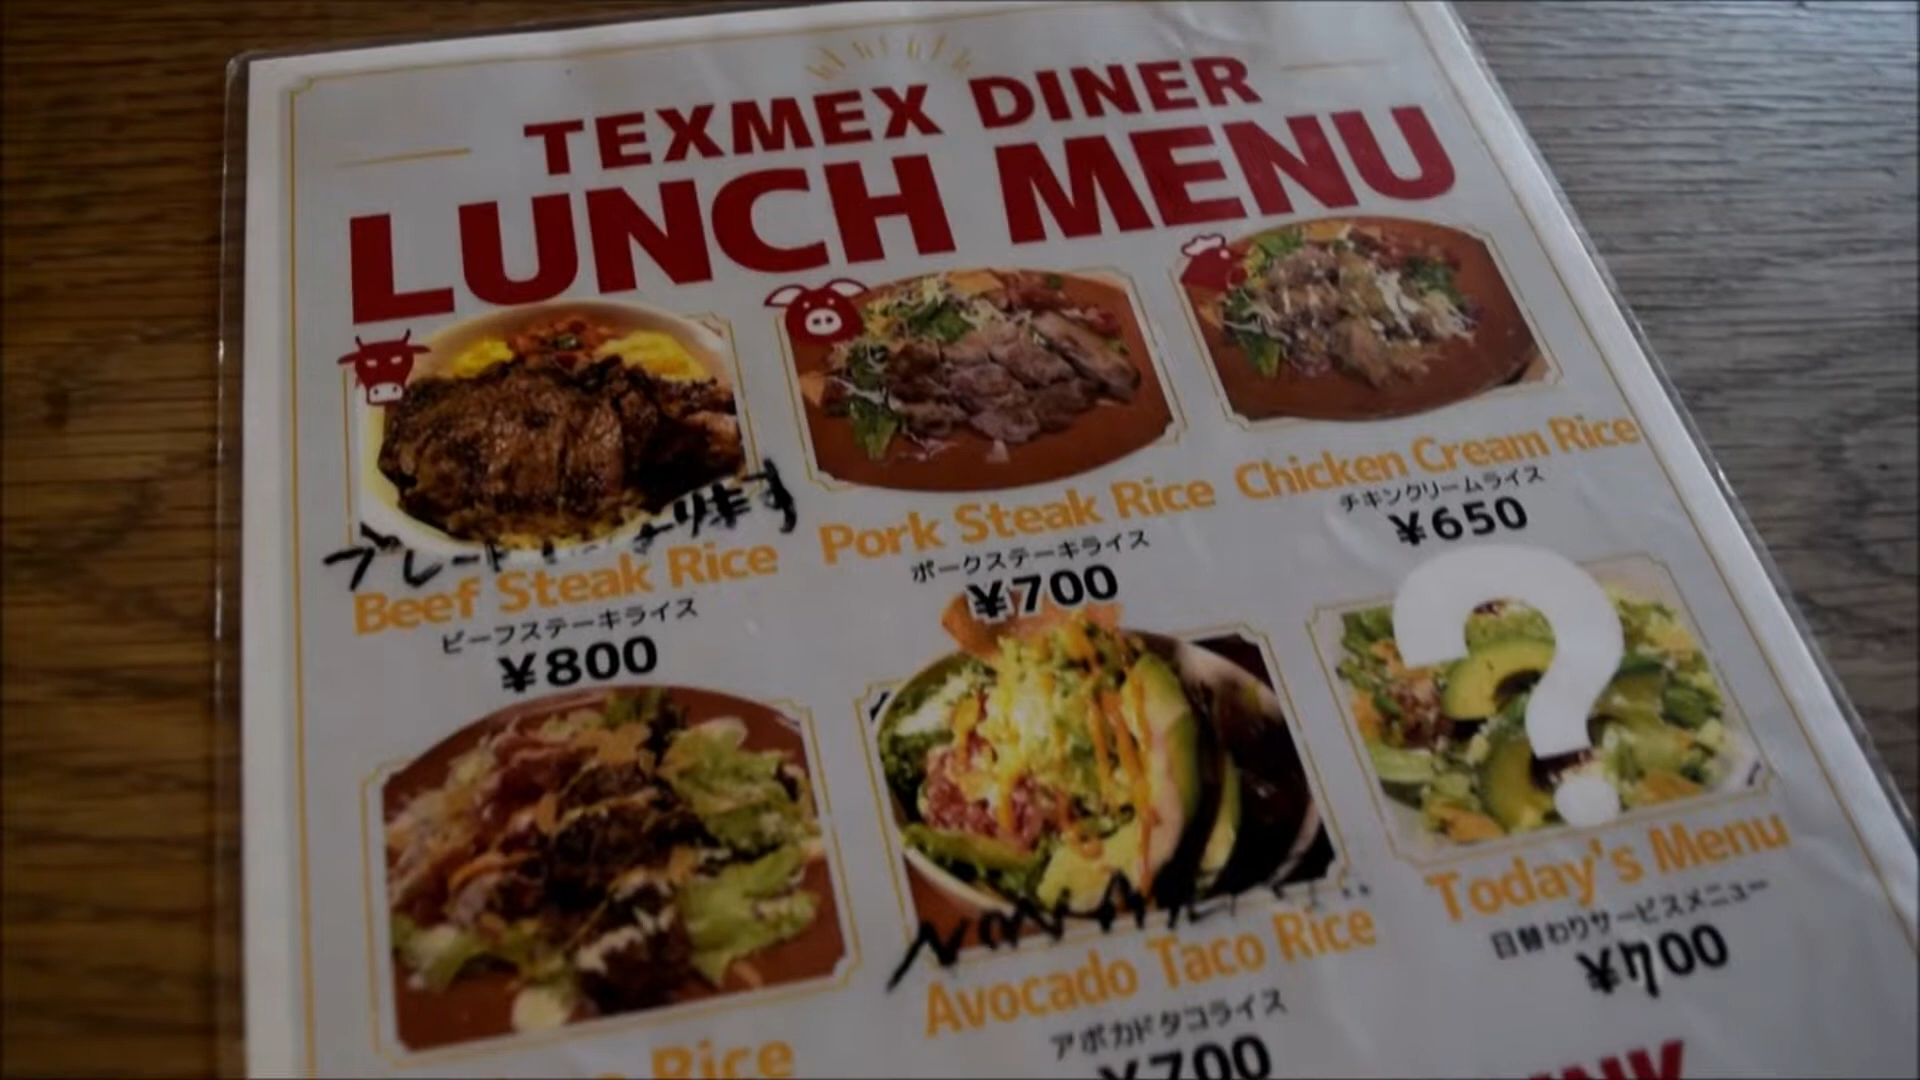 TEXMEX DINER
LUNCH MENU
Beef Steak Rice
ビーフステーキライス
¥800
Pork Steak Rice
ポークステーキライス
¥700
Chicken Cream Rice
チキンクリームライス
¥650
Rice
Avocado Taco Rice
アボカドタコライス
¥700
Today's Menu
日替わりサービスメニュー
¥700